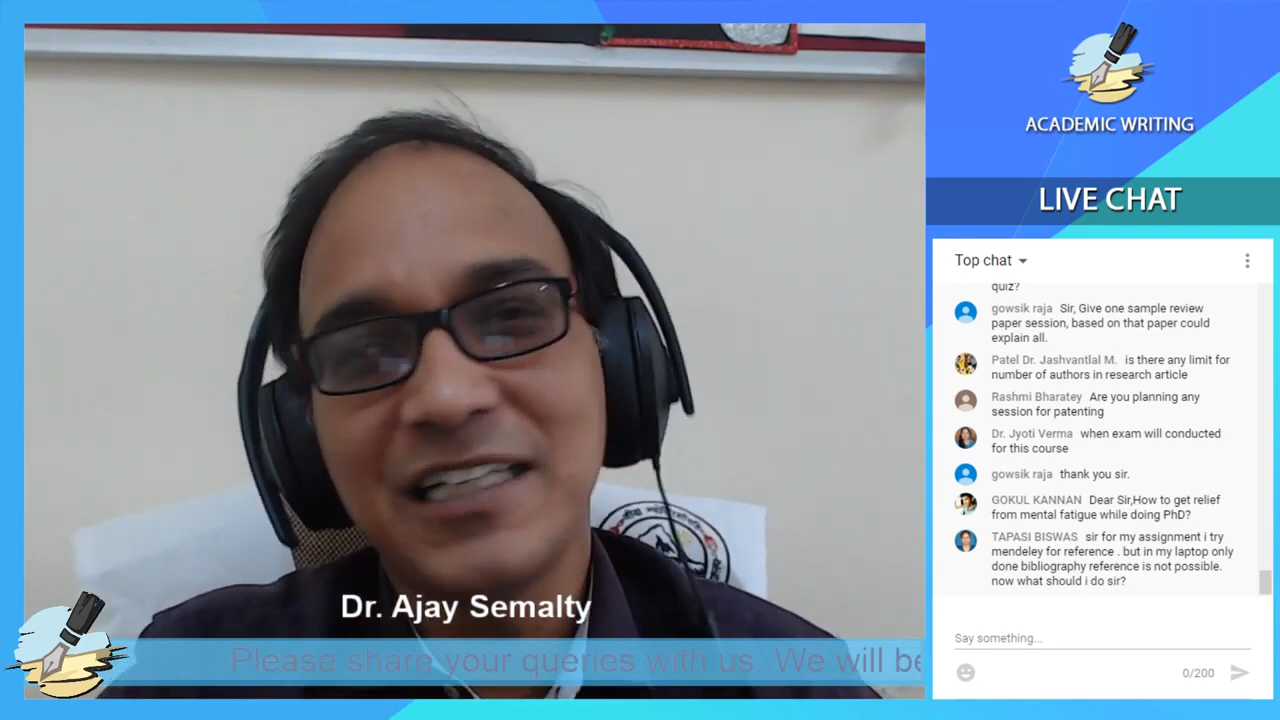 ACADEMIC WRITING
LIVE CHAT
Top chat
quiz?
gowsik raja Sir, Give one sample review
paper session, based on that paper could
explain all.
Patel Dr. Jashvantlal M. is there any limit for
number of authors in research article
Rashmi Bharatey Are you planning any
session for patenting
Dr. Jyoti Verma when exam will conducted
for this course
gowsik raja thank you sir.
GOKUL KANNAN Dear Sir,How to get relief
from mental fatigue while doing PhD?
TAPASI BISWAS sir for my assignment i try
mendeley for reference . but in my laptop only
done bibliography reference is not possible.
now what should i do sir?
Say something...
0/200
Dr. Ajay Semalty
Please share your queries with us. We will be